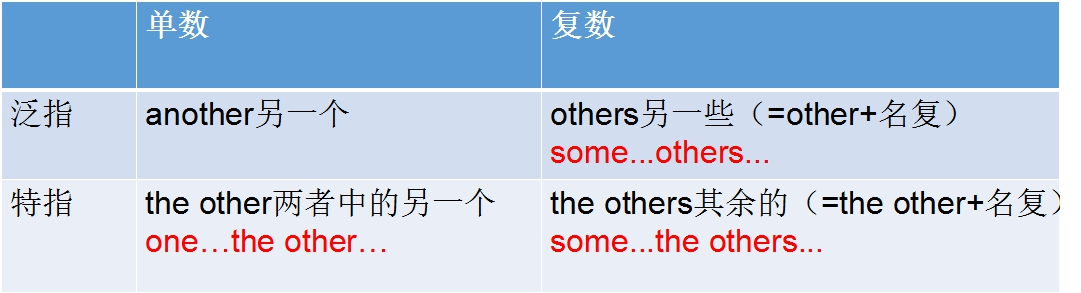 单数 复数
泛指 another另一个 others另一些（=other+名复）
some...others...
特指 the other两者中的另一个 the others其余的（=the other+名复）
one…the other… some...the others...